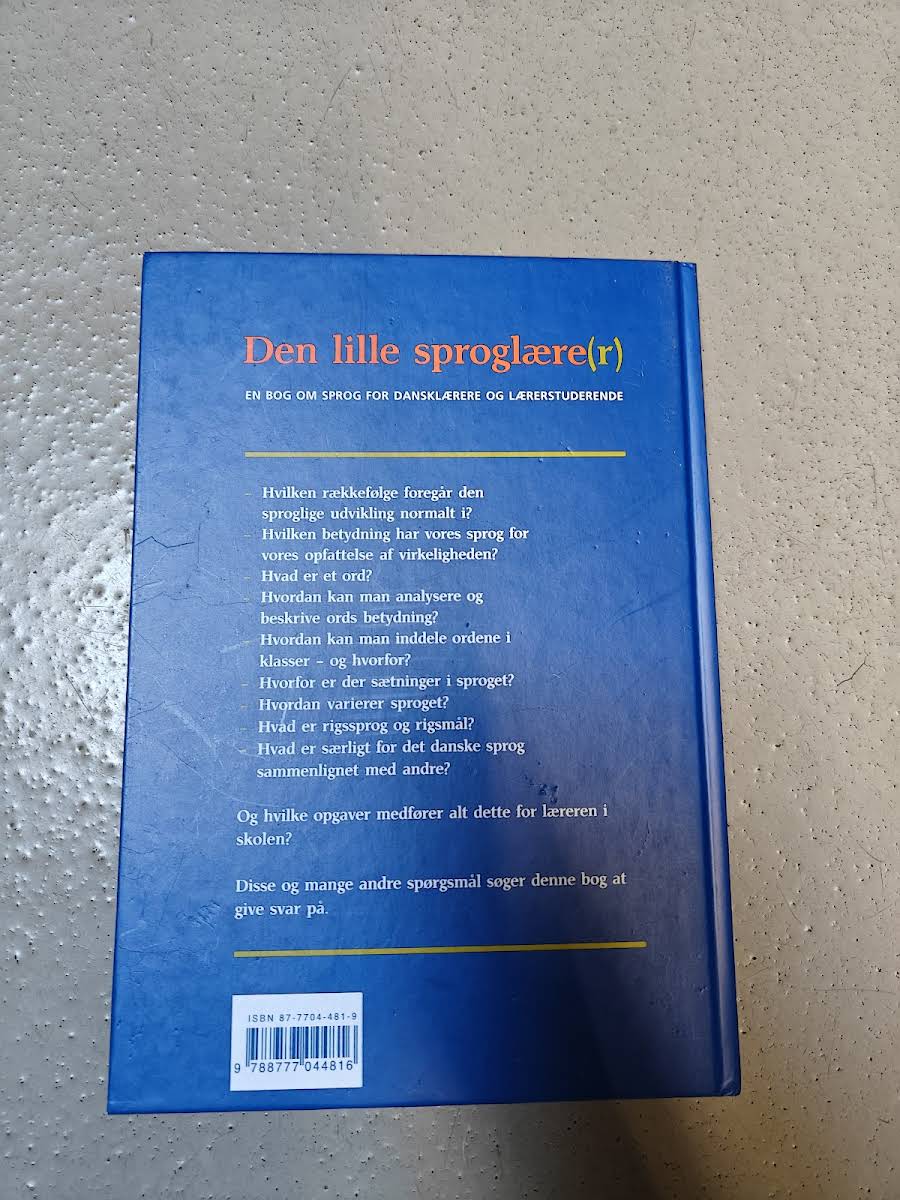 Den lille sproglære(r)
EN BOG OM SPROG FOR DANSKLÆRERE OG LÆRERSTUDERENDE
– Hvilken rækkefølge foregår den
sproglige udvikling normalt i?
– Hvilken betydning har vores sprog for
vores opfattelse af virkeligheden?
– Hvad er et ord?
– Hvordan kan man analysere og
beskrive ords betydning?
– Hvordan kan man inddele ordene i
klasser – og hvorfor?
– Hvorfor er der sætninger i sproget?
– Hvordan varierer sproget?
– Hvad er rigssprog og rigsmål?
– Hvad er særligt for det danske sprog
sammenlignet med andre?
Og hvilke opgaver medfører alt dette for læreren i
skolen?
Disse og mange andre spørgsmål søger denne bog at
give svar på.
ISBN 87-7704-481-9
9 788777 044816